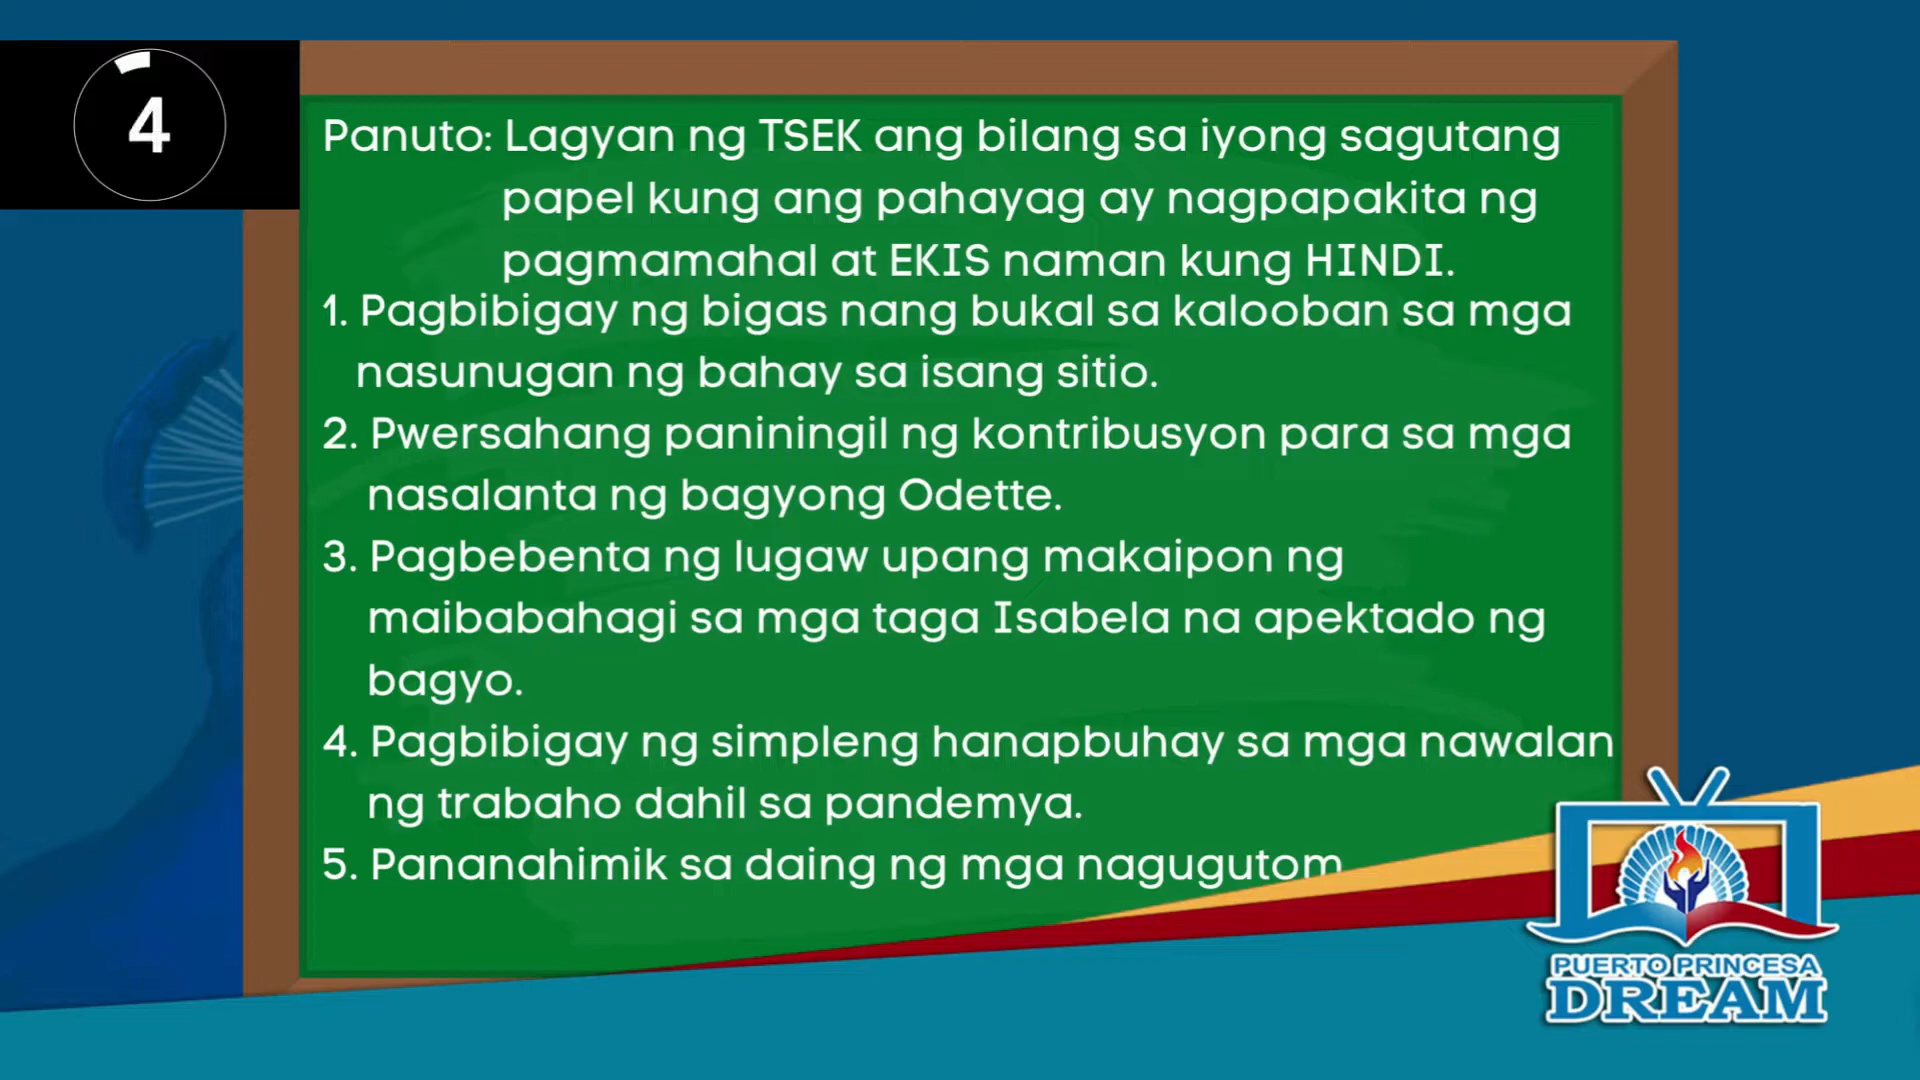 4
Panuto: Lagyan ng TSEK ang bilang sa iyong sagutang
papel kung ang pahayag ay nagpapakita ng
pagmamahal at EKIS naman kung HINDI.
1. Pagbibigay ng bigas nang bukal sa kalooban sa mga
nasunugan ng bahay sa isang sitio.
2. Pwersahang paniningil ng kontribusyon para sa mga
nasalanta ng bagyong Odette.
3. Pagbebenta ng lugaw upang makaipon ng
maibabahagi sa mga taga Isabela na apektado ng
bagyo.
4. Pagbibigay ng simpleng hanapbuhay sa mga nawalan
ng trabaho dahil sa pandemya.
5. Pananahimik sa daing ng mga nagugutom
PUERTO PRINCESA
DREAM